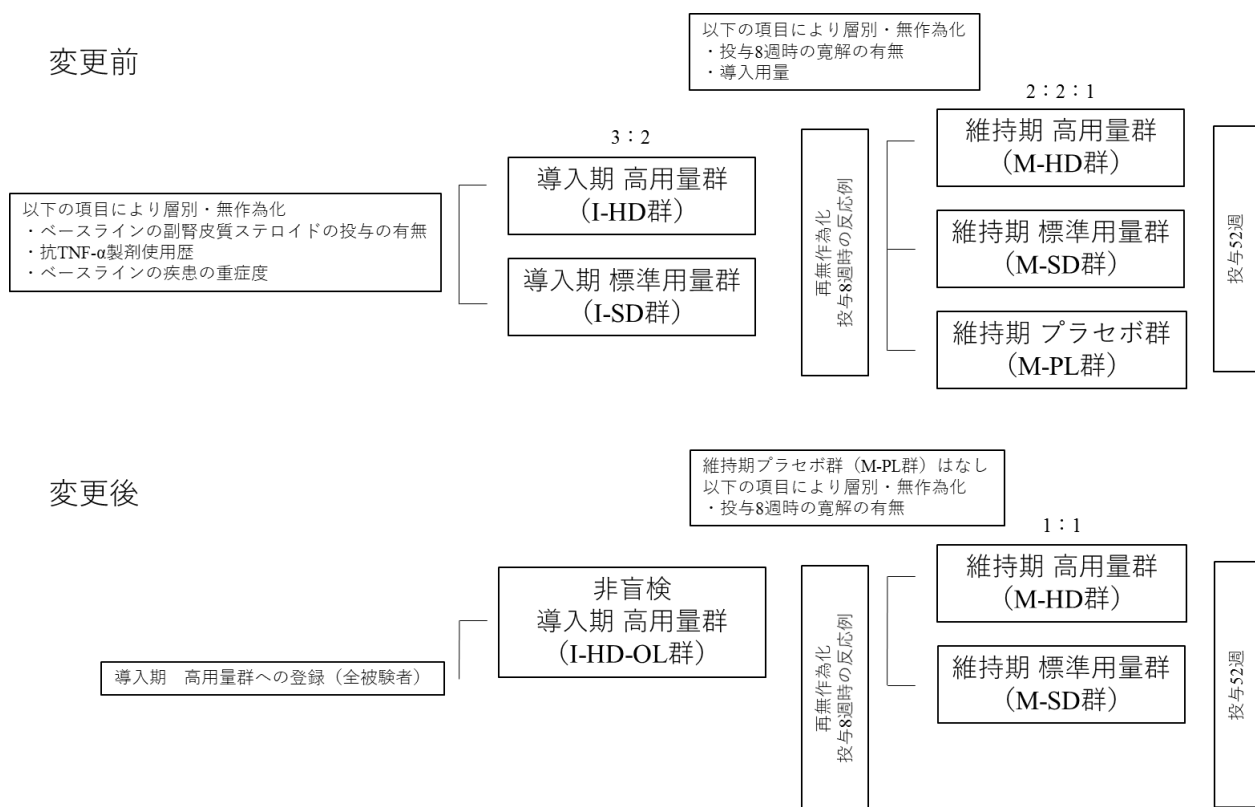 変更前
以下の項目により層別・無作為化
・投与8週時の寛解の有無
・導入用量
以下の項目により層別・無作為化
・ベースラインの副腎皮質ステロイドの投与の有無
・抗TNF-α製剤使用歴
・ベースラインの疾患の重症度
3：2
導入期 高用量群
（I-HD群）
導入期 標準用量群
（I-SD群）
再無作為化
投与8週時の反応例
2：2：1
維持期 高用量群
（M-HD群）
維持期 標準用量群
（M-SD群）
維持期 プラセボ群
（M-PL群）
投与52週
変更後
維持期プラセボ群（M-PL群）はなし
以下の項目により層別・無作為化
・投与8週時の寛解の有無
導入期　高用量群への登録（全被験者）
非盲検
導入期 高用量群
（I-HD-OL群）
再無作為化
投与8週時の反応例
1：1
維持期 高用量群
（M-HD群）
維持期 標準用量群
（M-SD群）
投与52週